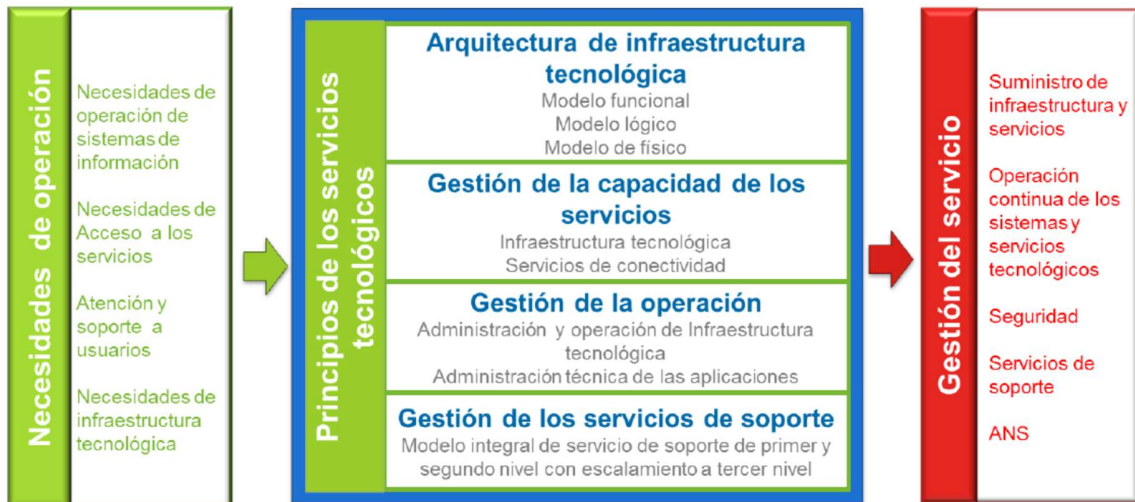 Necesidades de operación
Necesidades de
operación de
sistemas de
información
Necesidades de
Acceso a los
servicios
Atención y
soporte a
usuarios
Necesidades de
infraestructura
tecnológica
Principios de los servicios
tecnológicos
Arquitectura de infraestructura
tecnológica
Modelo funcional
Modelo lógico
Modelo de físico
Gestión de la capacidad de los
servicios
Infraestructura tecnológica
Servicios de conectividad
Gestión de la operación
Administración y operación de Infraestructura
tecnológica
Administración técnica de las aplicaciones
Gestión de los servicios de soporte
Modelo integral de servicio de soporte de primer y
segundo nivel con escalamiento a tercer nivel
Gestión del servicio
Suministro de
infraestructura y
servicios
Operación
continua de los
sistemas y
servicios
tecnológicos
Seguridad
Servicios de
soporte
ANS